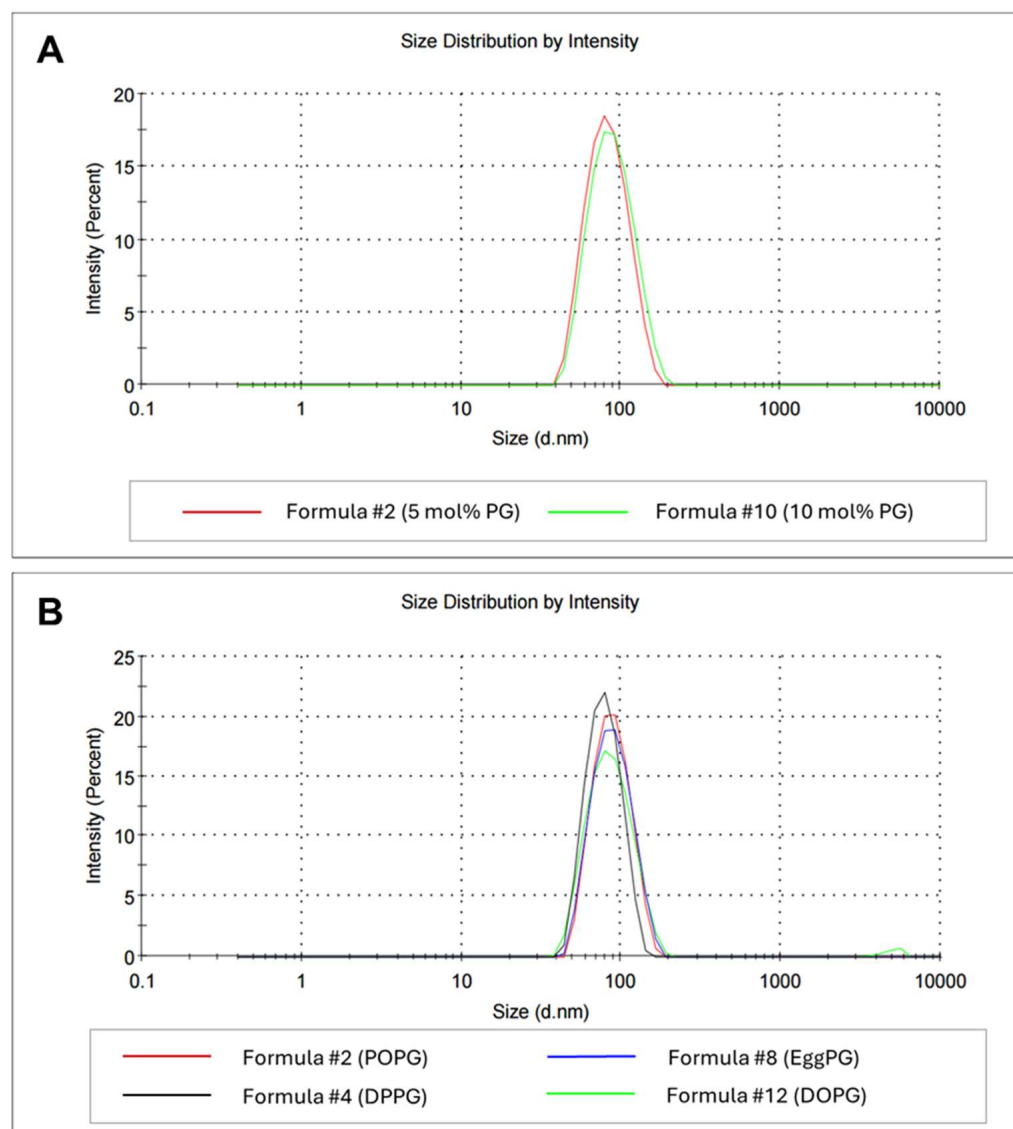 A
Size Distribution by Intensity
20
15
10
5
0
Intensity (Percent)
0.1 1 10 100 1000 10000
Size (d.nm)
Formula #2 (5 mol% PG) Formula #10 (10 mol% PG)
B
Size Distribution by Intensity
25
20
15
10
5
0
Intensity (Percent)
0.1 1 10 100 1000 10000
Size (d.nm)
Formula #2 (POPG) Formula #8 (EggPG)
Formula #4 (DPPG) Formula #12 (DOPG)